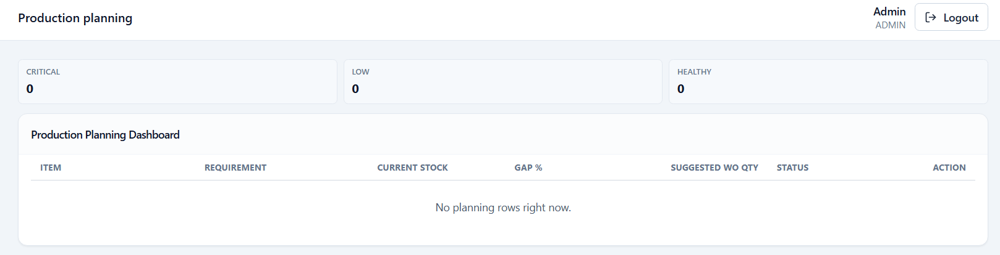 Production planning
Admin
ADMIN
Logout
CRITICAL
0
LOW
0
HEALTHY
0
Production Planning Dashboard
ITEM REQUIREMENT CURRENT STOCK GAP % SUGGESTED WO QTY STATUS ACTION
No planning rows right now.